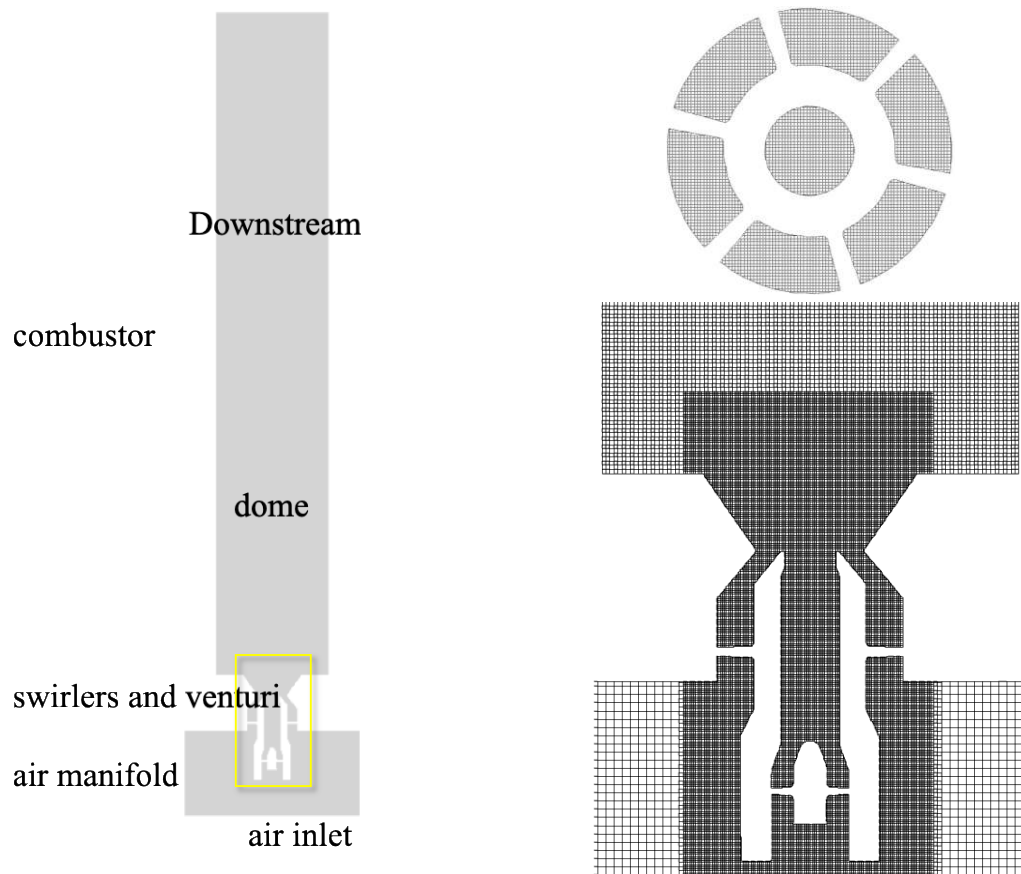 Downstream
combustor
dome
swirlers and venturi
air manifold
air inlet